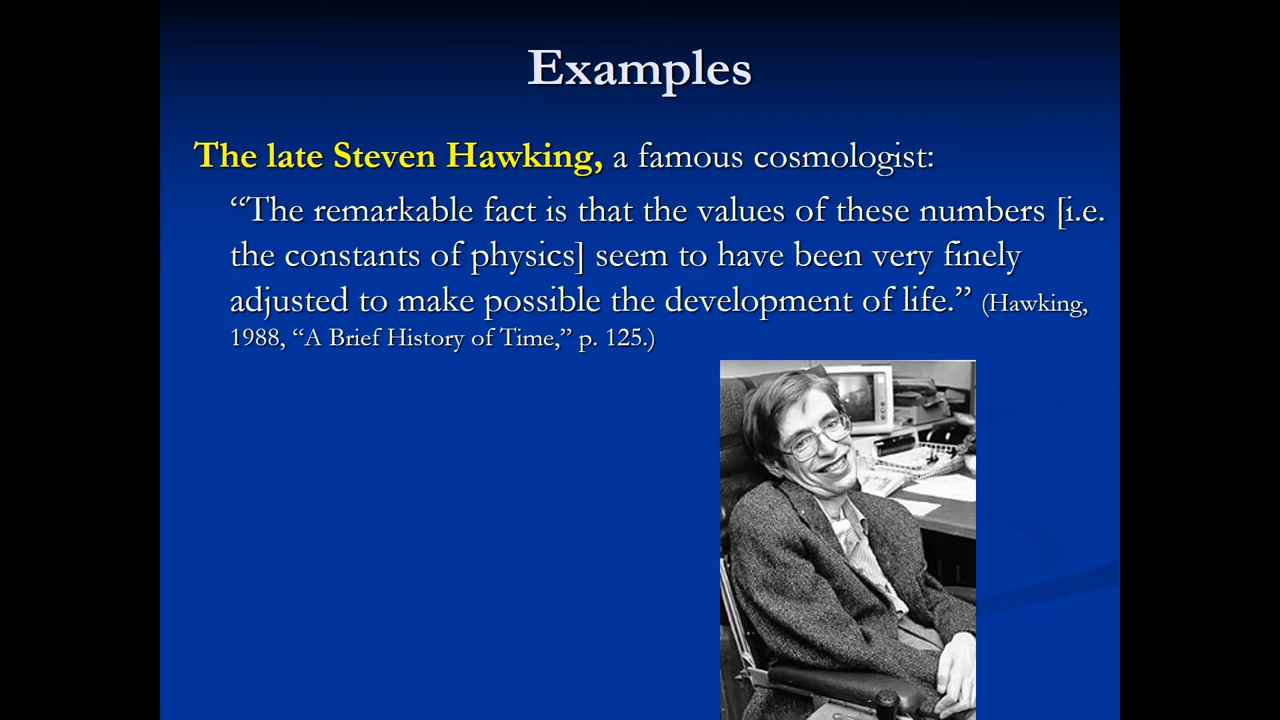 Examples
The late Steven Hawking, a famous cosmologist:
“The remarkable fact is that the values of these numbers [i.e.
the constants of physics] seem to have been very finely
adjusted to make possible the development of life.” (Hawking,
1988, “A Brief History of Time,” p. 125.)